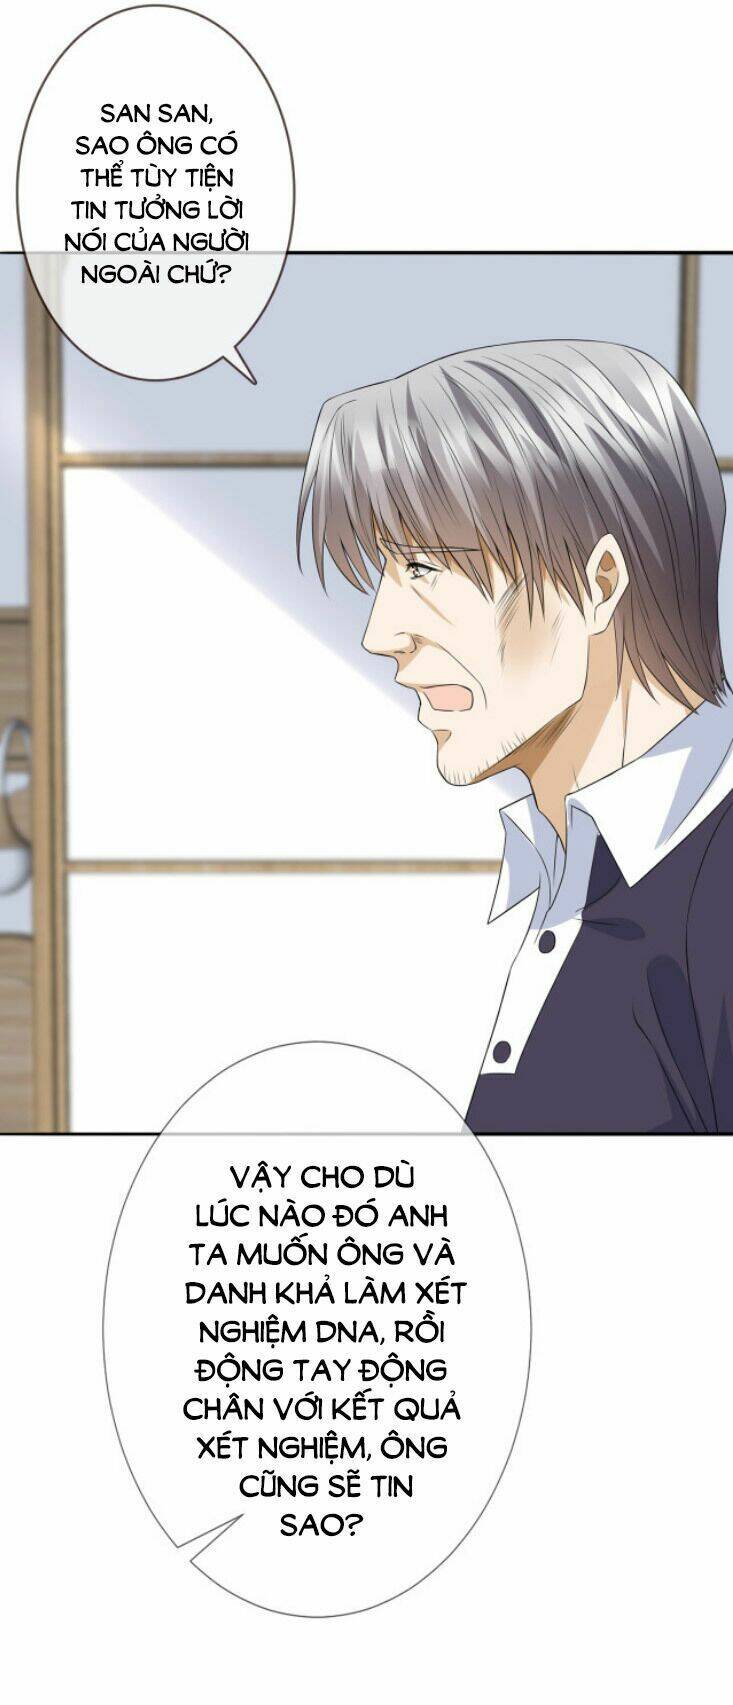 SAN SAN,
SAO ÔNG CÓ
THỂ TÙY TIỆN
TIN TƯỞNG LỜI
NÓI CỦA NGƯỜI
NGOÀI CHỨ?
VẬY CHO DÙ
LÚC NÀO ĐÓ ANH
TA MUỐN ÔNG VÀ
DANH KHẢ LÀM XÉT
NGHIỆM DNA, RỒI
ĐỘNG TAY ĐỘNG
CHÂN VỚI KẾT QUẢ
XÉT NGHIỆM, ÔNG
CŨNG SẼ TIN
SAO?